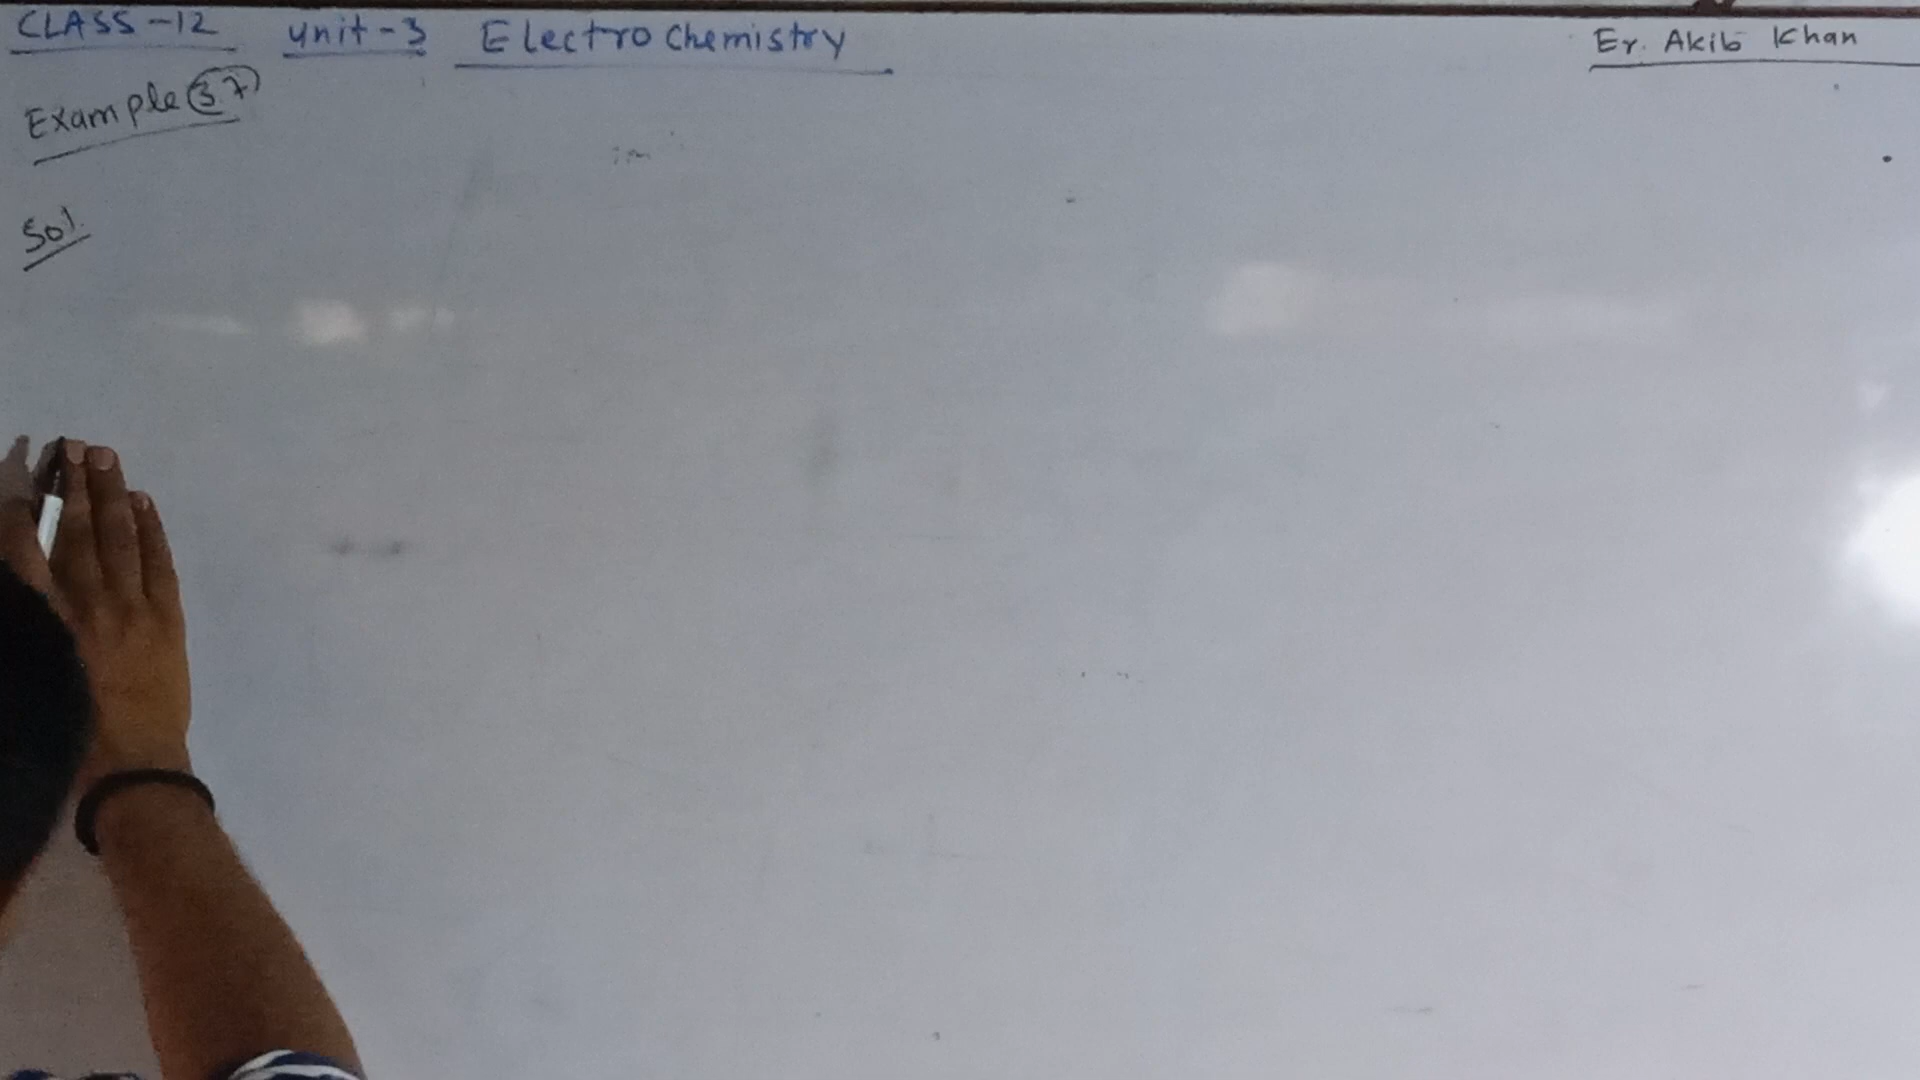 CLASS-12 Unit-3 Electro Chemistry Er. Akib Khan
Example 3.7
Sol.